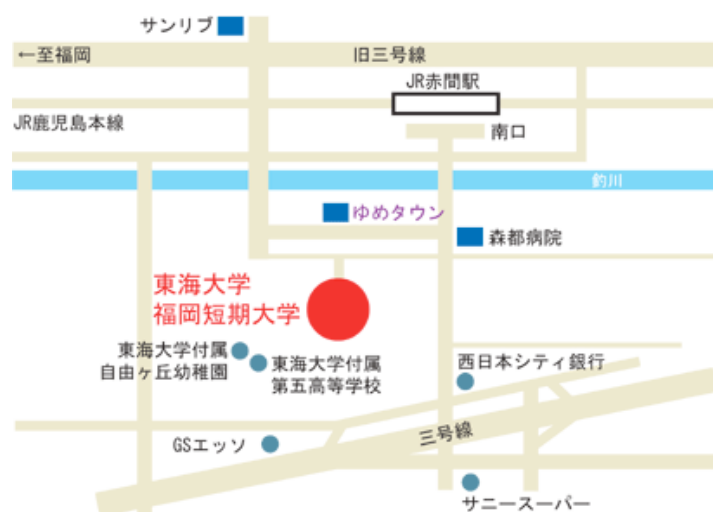 サンリブ
←至福岡
旧三号線
JR赤間駅
JR鹿児島本線
南口
釣川
ゆめタウン
森都病院
東海大学
福岡短期大学
東海大学付属
自由ヶ丘幼稚園
東海大学付属
第五高等学校
西日本シティ銀行
三号線
GSエッソ
サニースーパー